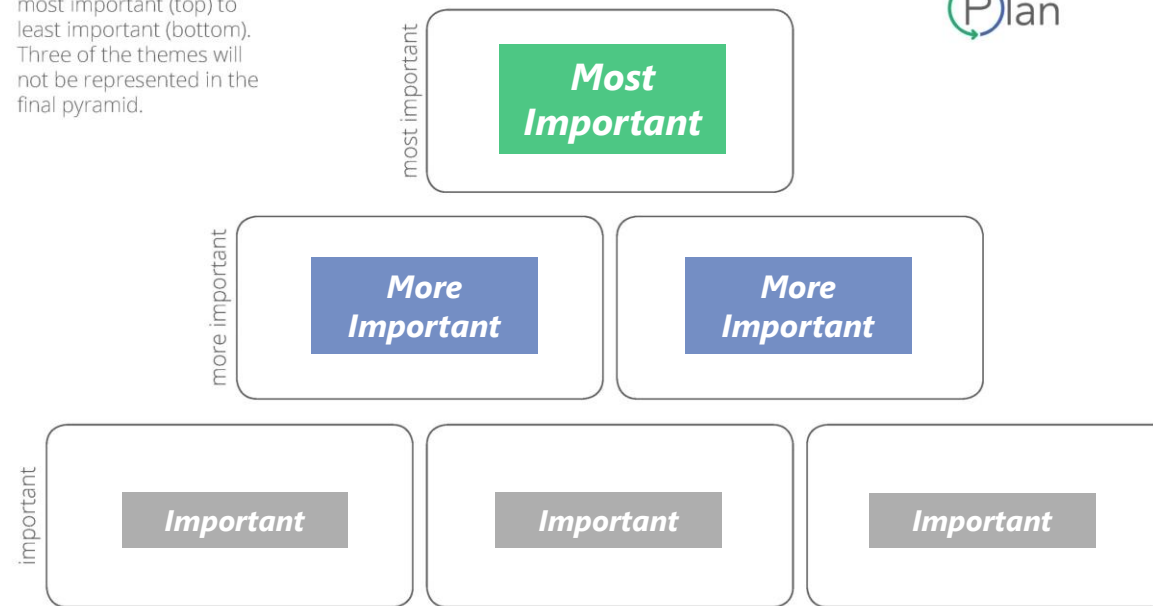 most important (top) to
least important (bottom).
Three of the themes will
not be represented in the
final pyramid.
Plan
most important
Most
Important
more important
More
Important
More
Important
important
Important
Important
Important